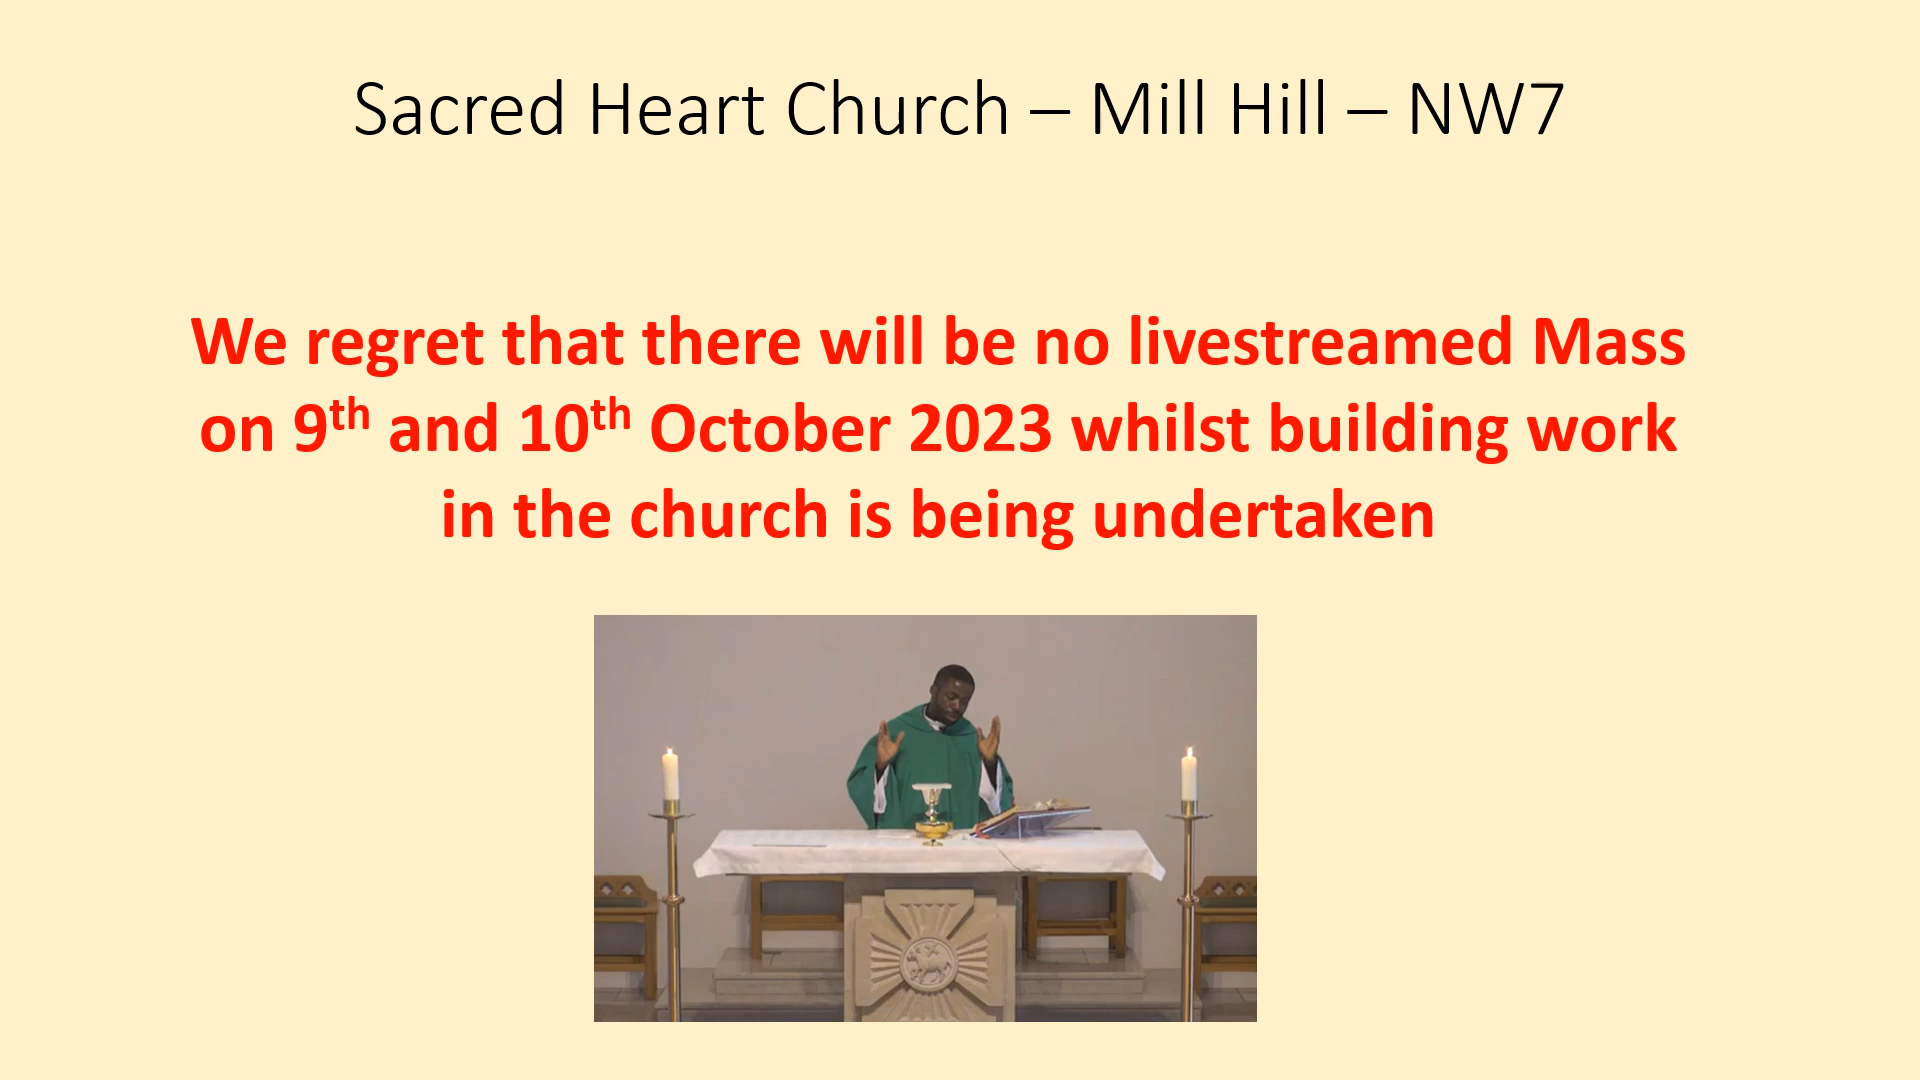 Sacred Heart Church – Mill Hill – NW7
We regret that there will be no livestreamed Mass
on 9th and 10th October 2023 whilst building work
in the church is being undertaken